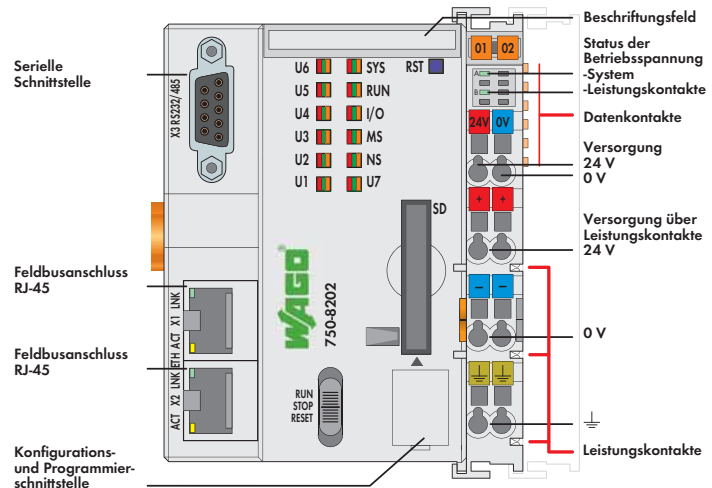 Serielle
Schnittstelle
Feldbusanschluss
RJ-45
Feldbusanschluss
RJ-45
Konfigurations-
und Programmier-
schnittstelle
X3 RS232/485
ACT X1 LNK
ETH
ACT X2 LNK
U6 SYS RST
U5 RUN
U4 I/O
U3 MS
U2 NS
U1 U7
SD
WAGO
750-8202
RUN
STOP
RESET
01 02
A
B
24V 0V
+ +
− −
Beschriftungsfeld
Status der
Betriebsspannung
-System
-Leistungskontakte
Datenkontakte
Versorgung
24 V
0 V
Versorgung über
Leistungskontakte
24 V
0 V
Leistungskontakte